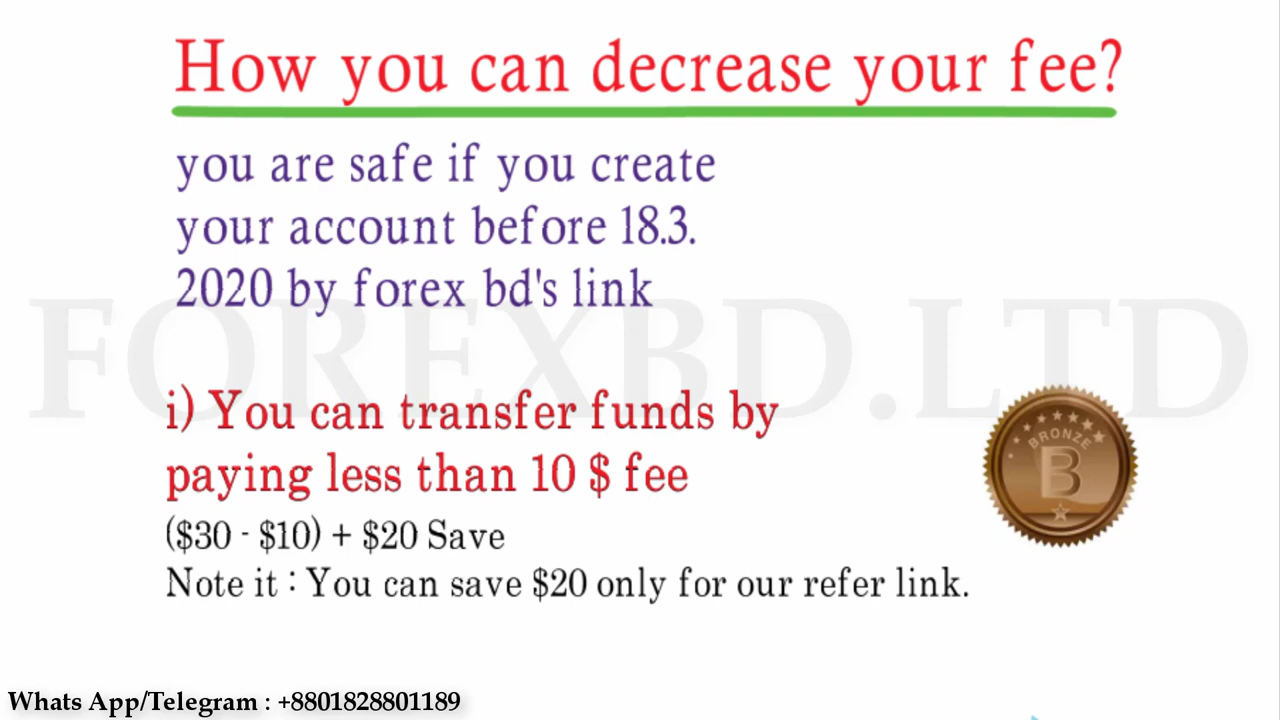 How you can decrease your fee?
you are safe if you create
your account before 18.3.
2020 by forex bd's link
FOREXBD.LTD
i) You can transfer funds by
paying less than 10 $ fee
BRONZE
B
($30 - $10) + $20 Save
Note it : You can save $20 only for our refer link.
Whats App/Telegram : +8801828801189